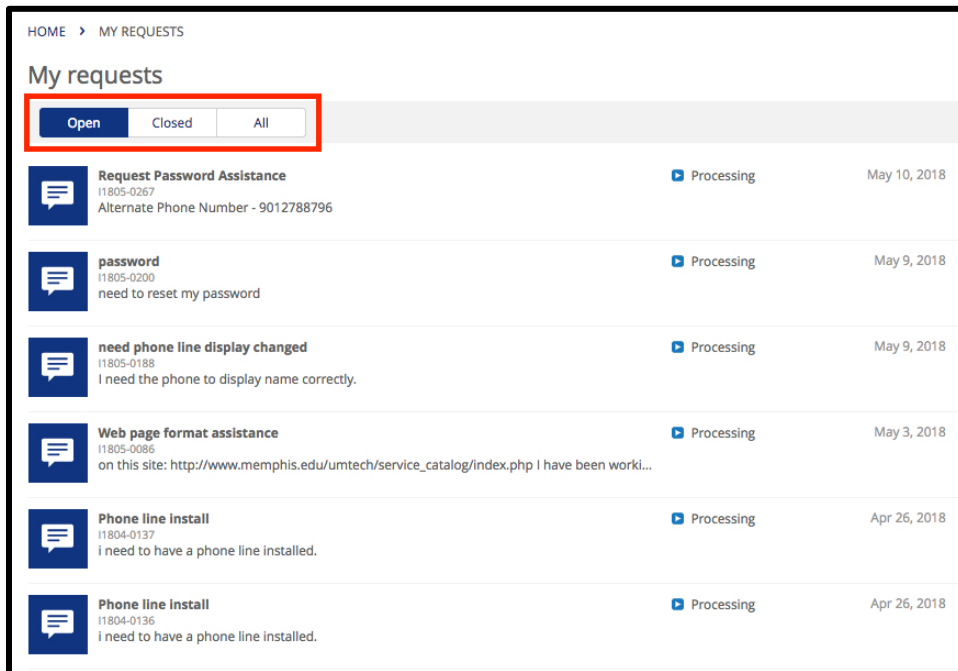 HOME > MY REQUESTS
My requests
Open Closed All
Request Password Assistance
I1805-0267
Alternate Phone Number - 9012788796
Processing
May 10, 2018
password
I1805-0200
need to reset my password
Processing
May 9, 2018
need phone line display changed
I1805-0188
I need the phone to display name correctly.
Processing
May 9, 2018
Web page format assistance
I1805-0086
on this site: http://www.memphis.edu/umtech/service_catalog/index.php I have been worki...
Processing
May 3, 2018
Phone line install
I1804-0137
i need to have a phone line installed.
Processing
Apr 26, 2018
Phone line install
I1804-0136
i need to have a phone line installed.
Processing
Apr 26, 2018